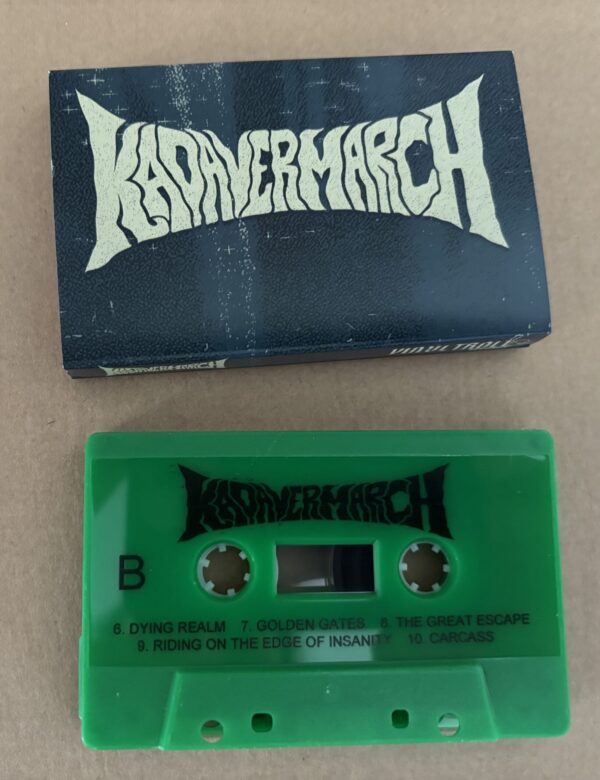 KADAVERMARCH
KADAVERMARCH
VINYLTROLL
KADAVERMARCH
B
6. DYING REALM 7. GOLDEN GATES 8. THE GREAT ESCAPE
9. RIDING ON THE EDGE OF INSANITY 10. CARCASS